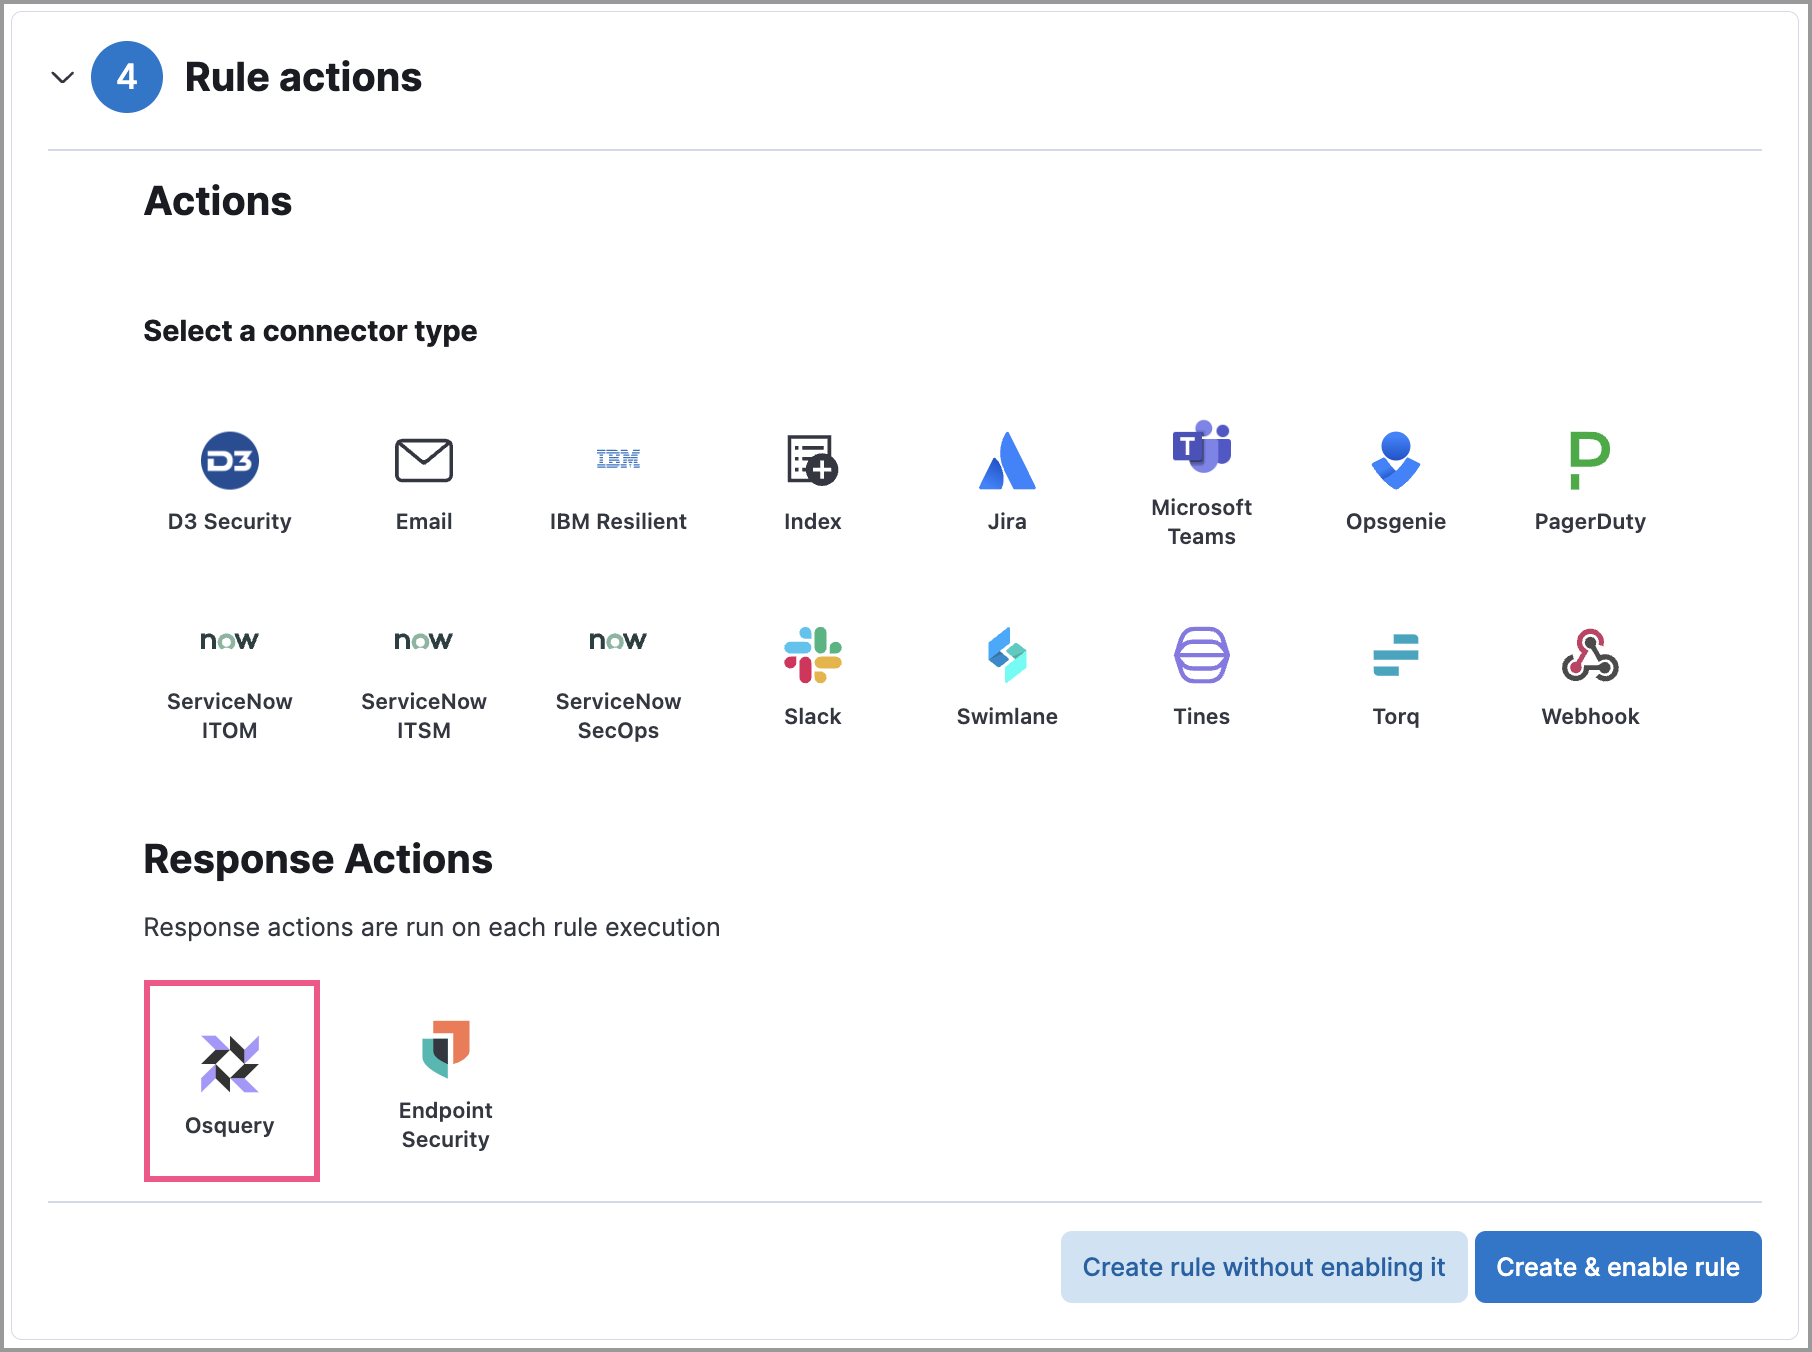 4 Rule actions
Actions
Select a connector type
D3
IBM
T
D3 Security
Email
IBM Resilient
Index
Jira
Microsoft
Teams
Opsgenie
PagerDuty
now
now
now
ServiceNow
ITOM
ServiceNow
ITSM
ServiceNow
SecOps
Slack
Swimlane
Tines
Torq
Webhook
Response Actions
Response actions are run on each rule execution
Osquery
Endpoint
Security
Create rule without enabling it
Create & enable rule